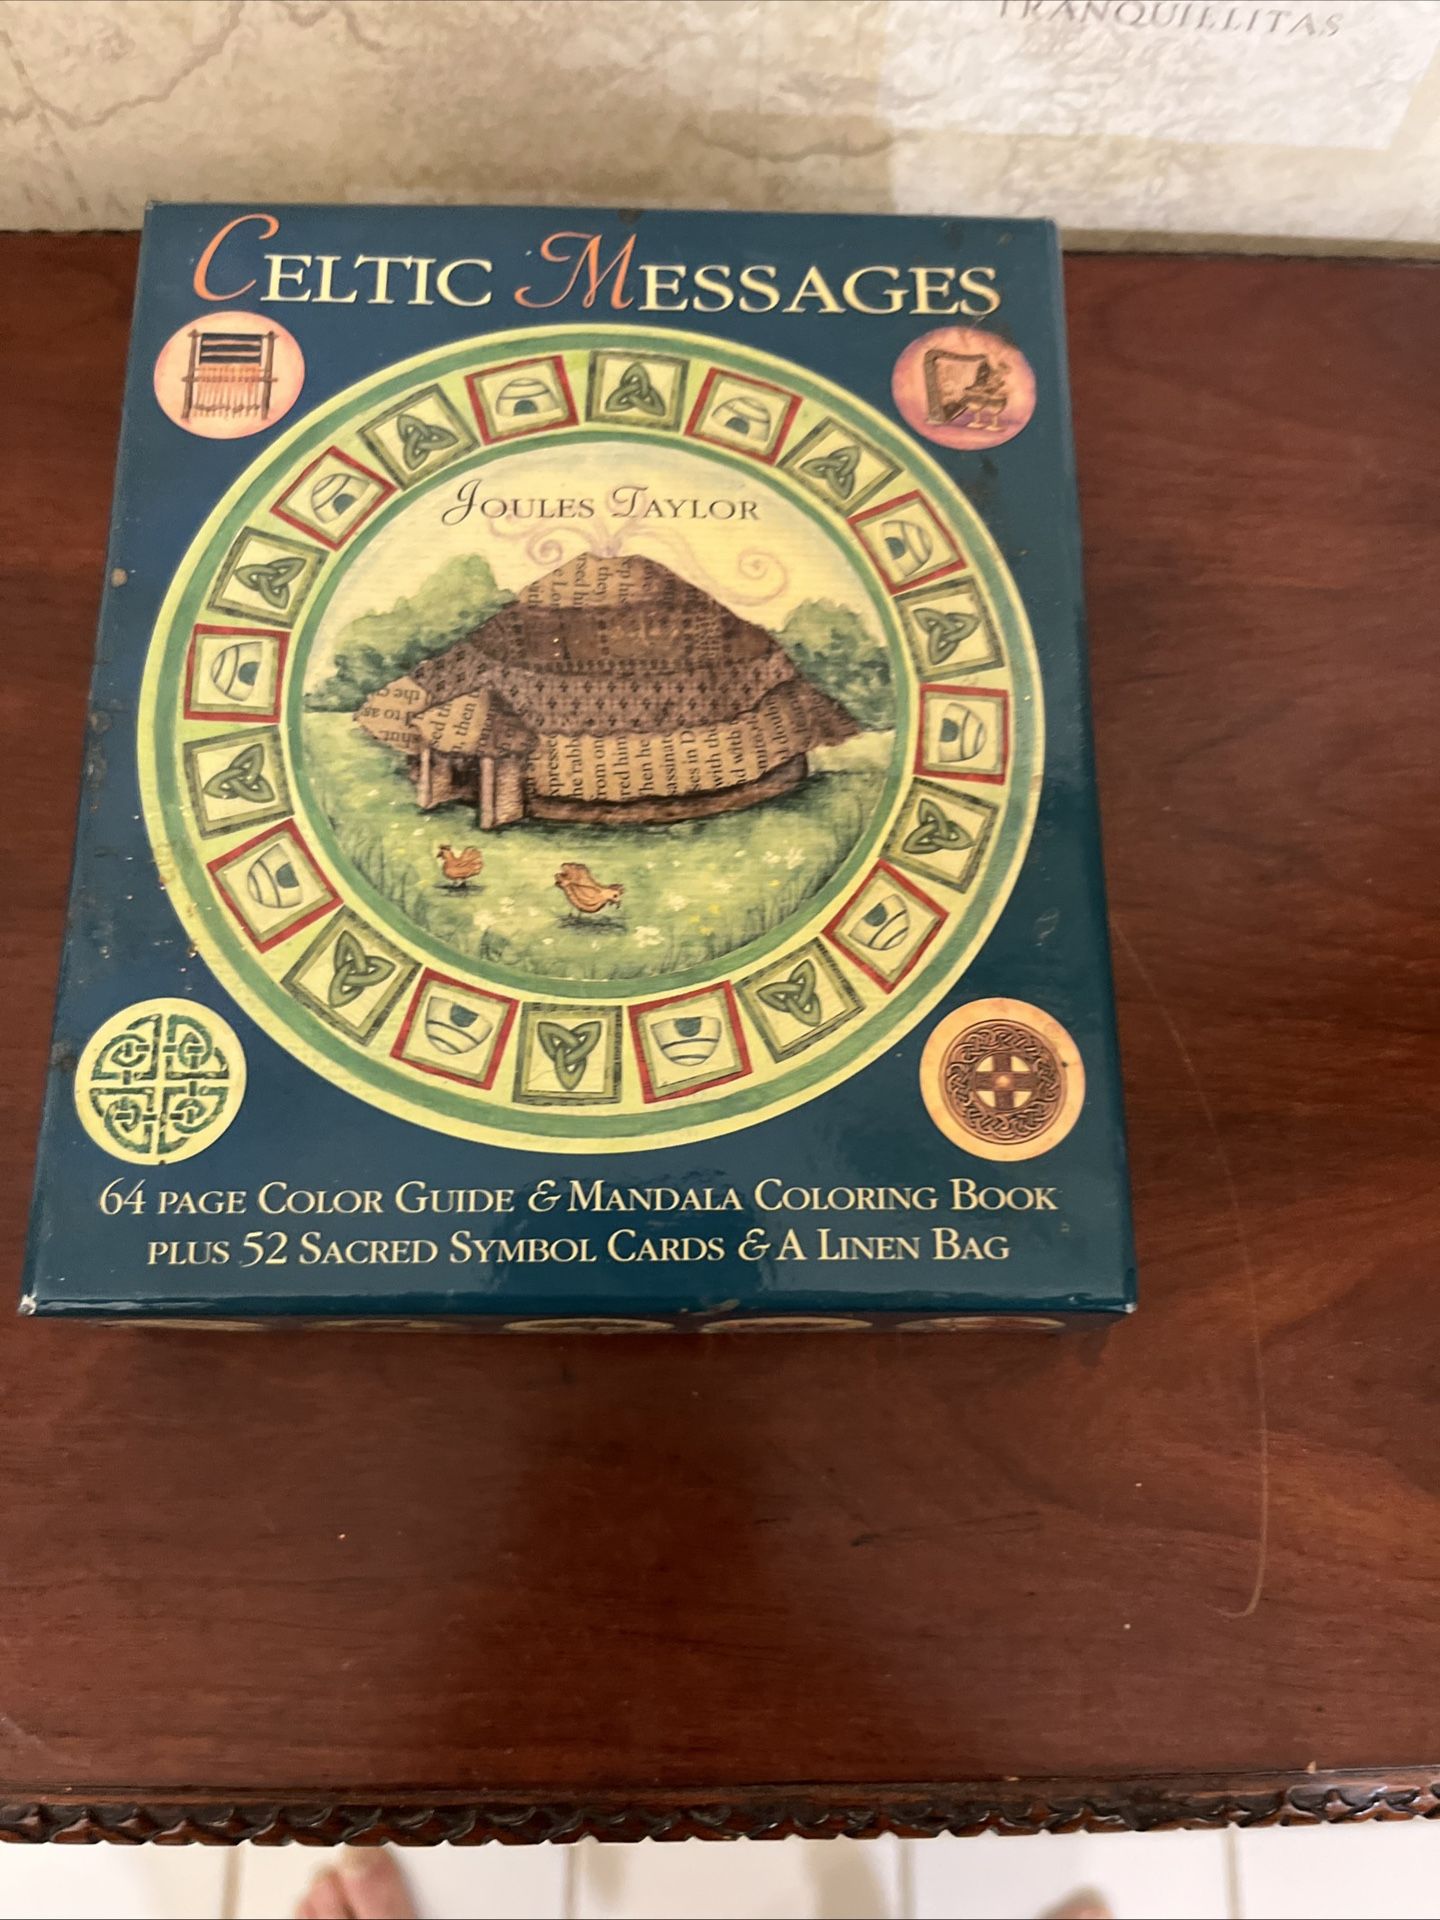 TRANQUILLITAS
CELTIC MESSAGES
JOULES TAYLOR
64 PAGE COLOR GUIDE & MANDALA COLORING BOOK
PLUS 52 SACRED SYMBOL CARDS & A LINEN BAG